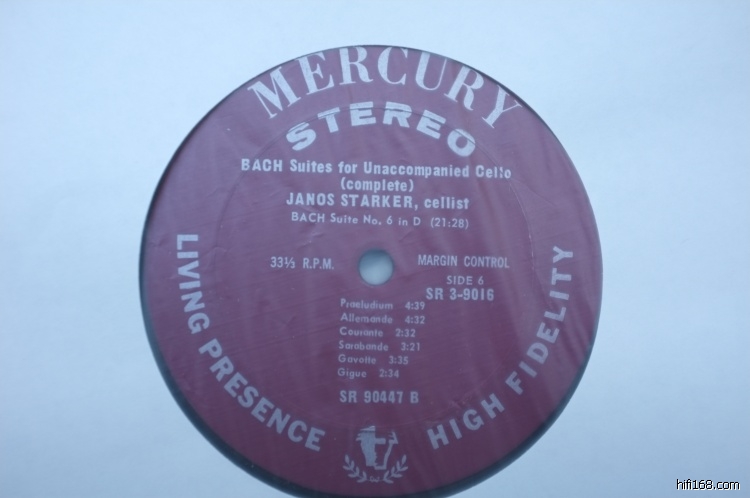 MERCURY
STEREO
BACH Suites for Unaccompanied Cello
(complete)
JANOS STARKER, cellist
BACH Suite No. 6 in D (21:28)
33⅓ R.P.M.
MARGIN CONTROL
SIDE 6
SR 3-9016
Praeludium 4:39
Allemande 4:32
Courante 2:32
Sarabande 3:21
Gavotte 3:35
Gigue 2:34
SR 90447 B
LIVING PRESENCE
HIGH FIDELITY
hifi168.com